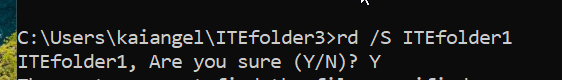 C:\Users\kaiangel\ITEfolder3>rd /S ITEfolder1
ITEfolder1, Are you sure (Y/N)? Y